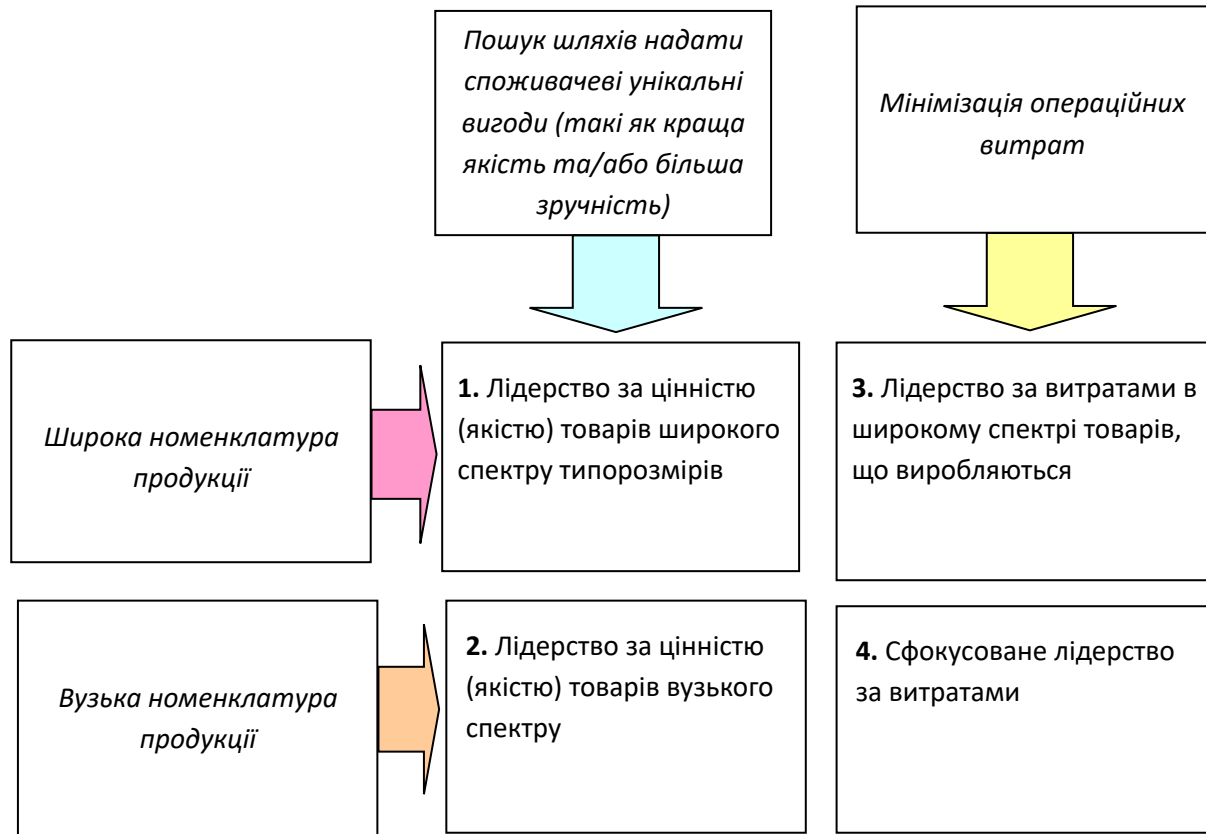 Пошук шляхів надати
споживачеві унікальні
вигоди (такі як краща
якість та/або більша
зручність)
Мінімізація операційних
витрат
Широка номенклатура
продукції
1. Лідерство за цінністю
(якістю) товарів широкого
спектру типорозмірів
3. Лідерство за витратами в
широкому спектрі товарів,
що виробляються
Вузька номенклатура
продукції
2. Лідерство за цінністю
(якістю) товарів вузького
спектру
4. Сфокусоване лідерство
за витратами